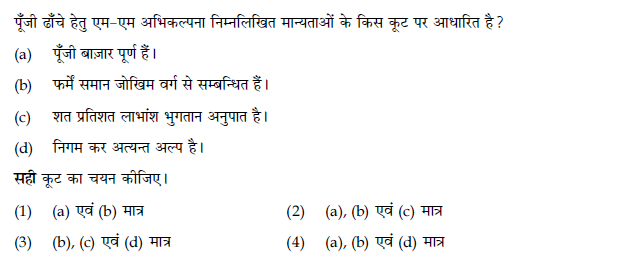 पूँजी ढाँचे हेतु एम-एम अभिकल्पना निम्नलिखित मान्यताओं के किस कूट पर आधारित है ?
(a) पूँजी बाज़ार पूर्ण हैं।
(b) फर्में समान जोखिम वर्ग से सम्बन्धित हैं।
(c) शत प्रतिशत लाभांश भुगतान अनुपात है।
(d) निगम कर अत्यन्त अल्प है।
सही कूट का चयन कीजिए।
(1) (a) एवं (b) मात्र (2) (a), (b) एवं (c) मात्र
(3) (b), (c) एवं (d) मात्र (4) (a), (b) एवं (d) मात्र